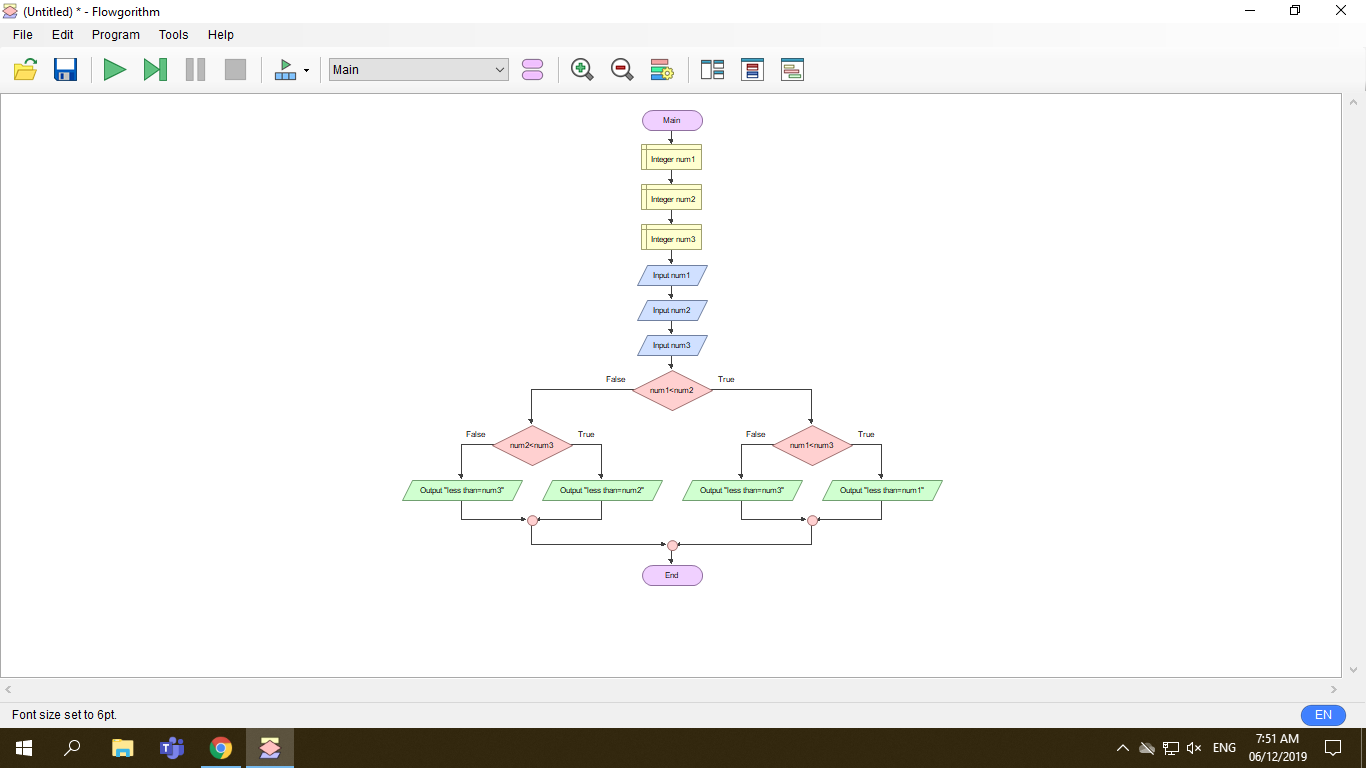 (Untitled) * - Flowgorithm
File Edit Program Tools Help
Main
Main
Integer num1
Integer num2
Integer num3
Input num1
Input num2
Input num3
False True
num1<num2
False True False True
num2<num3 num1<num3
Output "less than=num3" Output "less than=num2" Output "less than=num3" Output "less than=num1"
End
Font size set to 6pt. EN
7:51 AM
ENG
06/12/2019